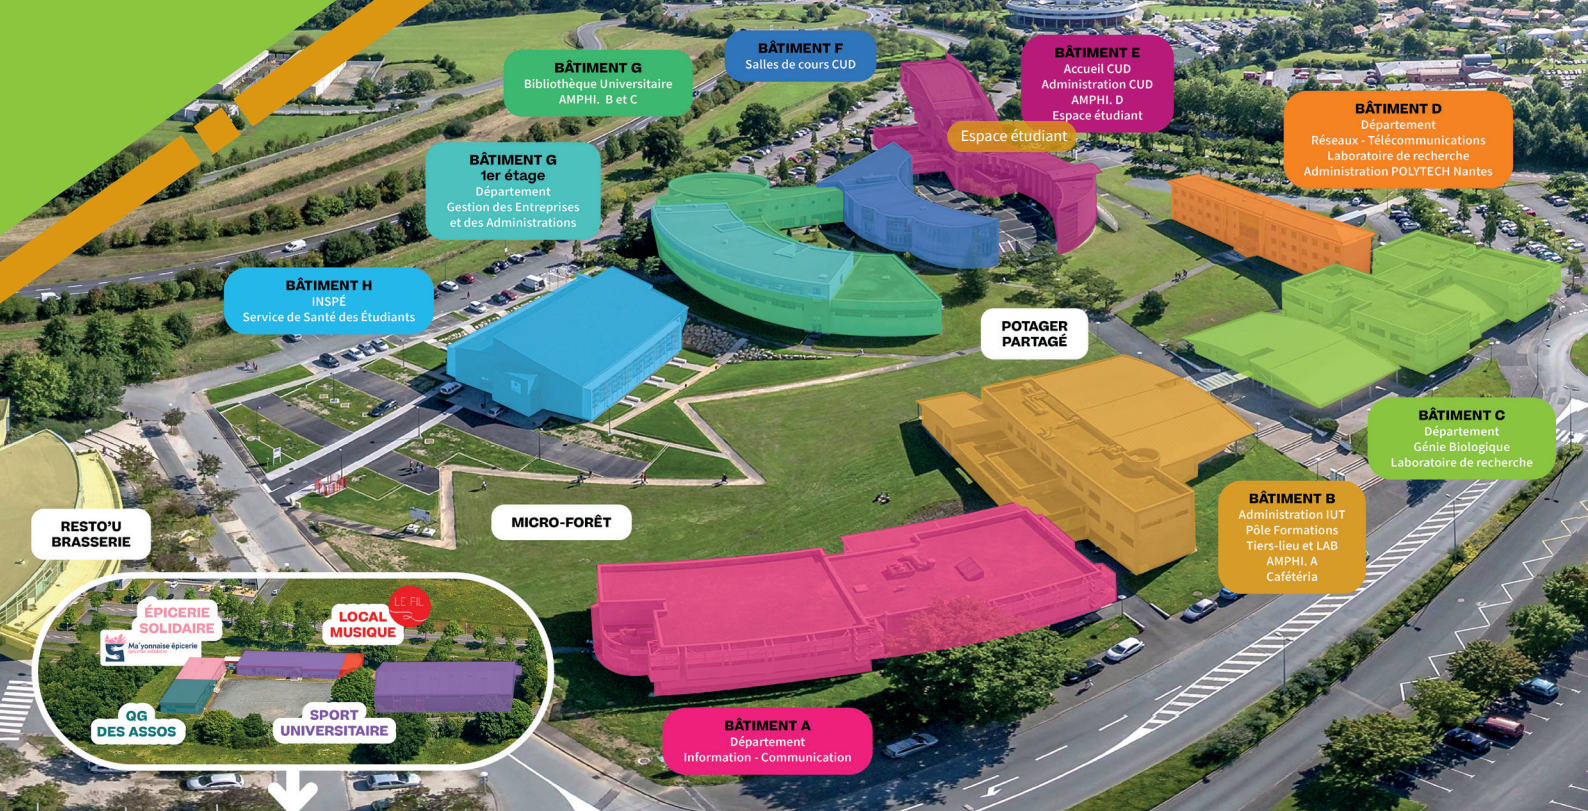 BÂTIMENT G
Bibliothèque Universitaire
AMPHI. B et C
BÂTIMENT F
Salles de cours CUD
BÂTIMENT E
Accueil CUD
Administration CUD
AMPHI. D
Espace étudiant
Espace étudiant
BÂTIMENT D
Département
Réseaux - Télécommunications
Laboratoire de recherche
Administration POLYTECH Nantes
BÂTIMENT G
1er étage
Département
Gestion des Entreprises
et des Administrations
BÂTIMENT H
INSPÉ
Service de Santé des Étudiants
POTAGER
PARTAGÉ
BÂTIMENT C
Département
Génie Biologique
Laboratoire de recherche
BÂTIMENT B
Administration IUT
Pôle Formations
Tiers-lieu et LAB
AMPHI. A
Cafétéria
MICRO-FORÊT
RESTO'U
BRASSERIE
ÉPICERIE
SOLIDAIRE
Ma'yonnaise épicerie
LE FIL
LOCAL
MUSIQUE
QG
DES ASSOS
SPORT
UNIVERSITAIRE
BÂTIMENT A
Département
Information - Communication